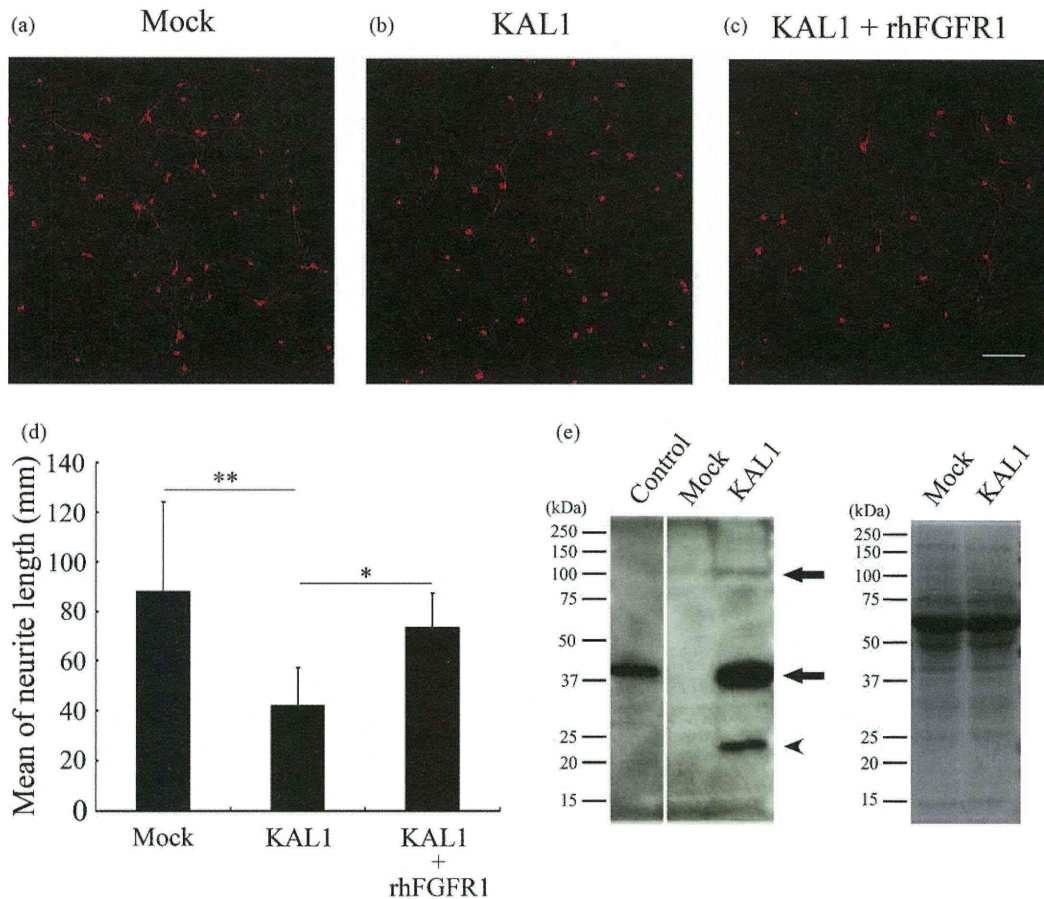 (a) Mock
(b) KAL1
(c) KAL1 + rhFGFR1
(d)
Mean of neurite length (mm)
140
120
100
80
60
40
20
0
**
*
Mock
KAL1
KAL1
+
rhFGFR1
(e)
Control
Mock
KAL1
(kDa)
250
150
100
75
50
37
25
20
15
Mock
KAL1
(kDa)
250
150
100
75
50
37
25
20
15